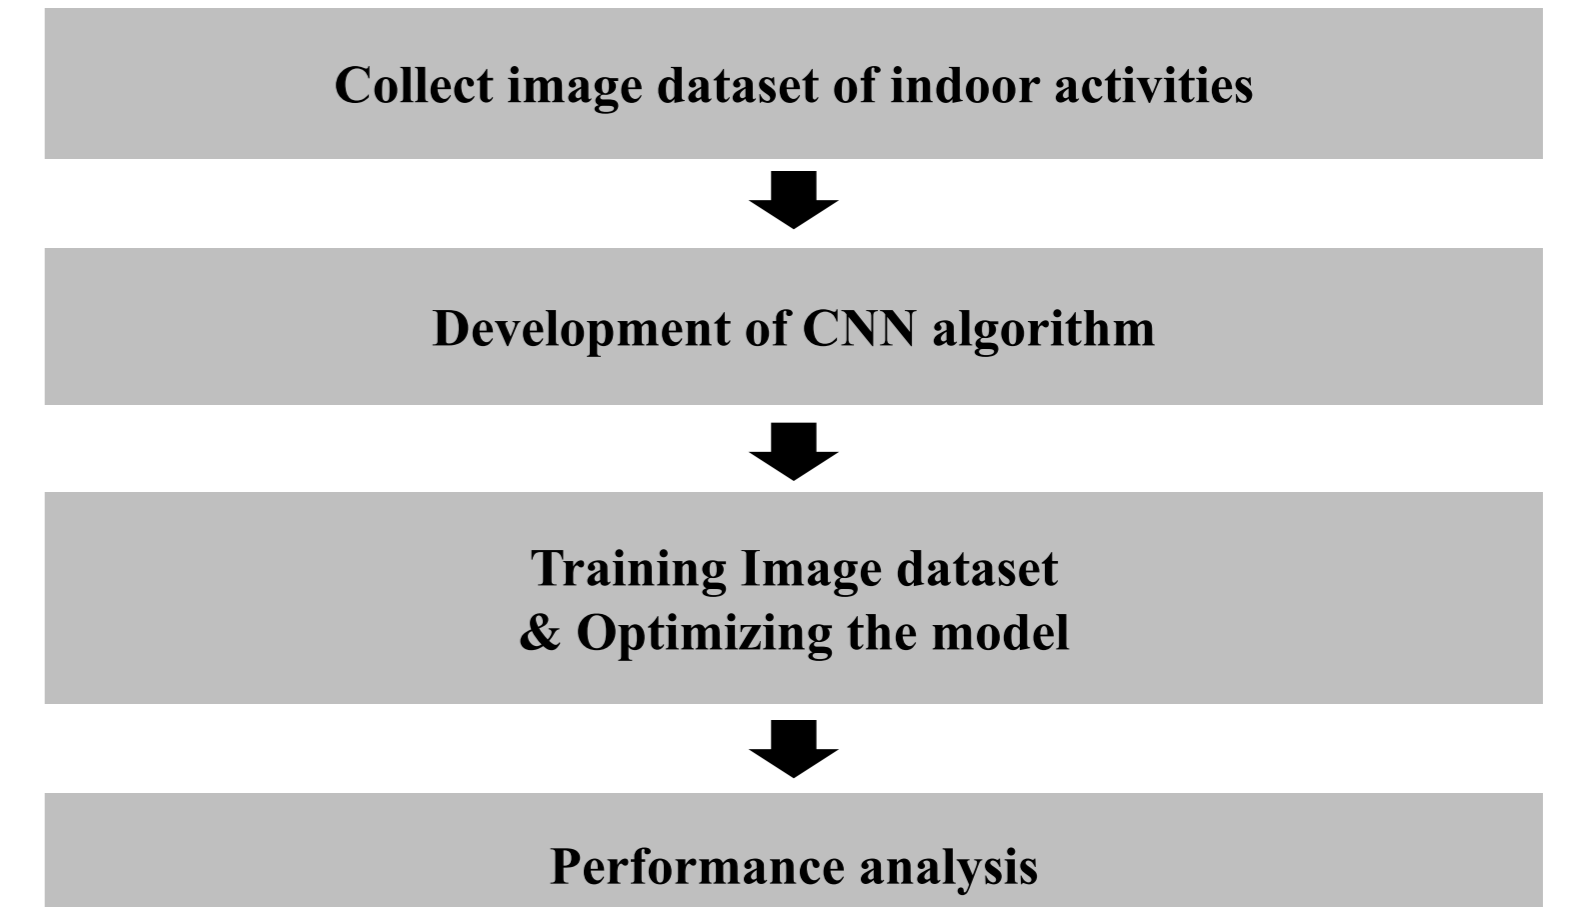 Collect image dataset of indoor activities
Development of CNN algorithm
Training Image dataset
& Optimizing the model
Performance analysis